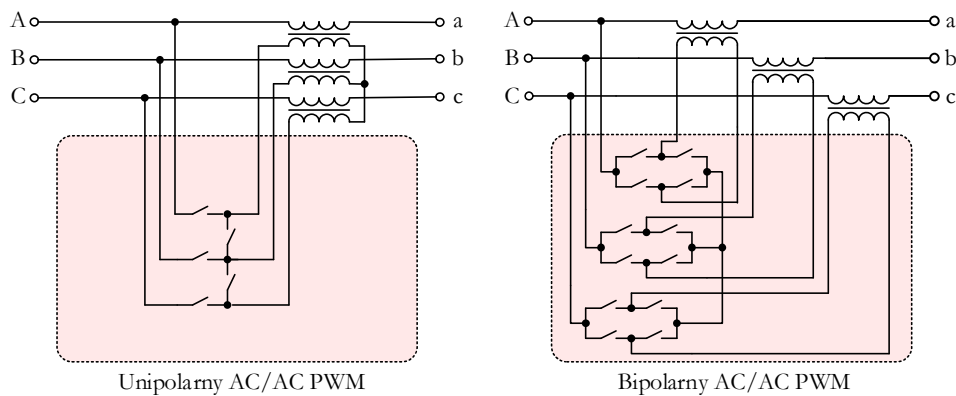 A a A a
B b B b
C c C c
Unipolarny AC/AC PWM
Bipolarny AC/AC PWM